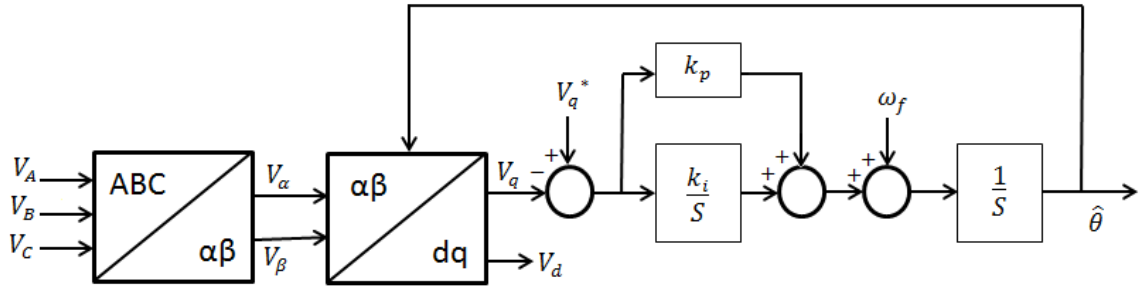 V_A
V_B
V_C
ABC
αβ
V_α
V_β
αβ
dq
V_q
V_d
V_q^*
+
−
k_p
k_i
S
+
+
ω_f
+
+
1
S
θ̂